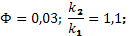 Ф = 0,03; k₂/k₁ = 1,1;